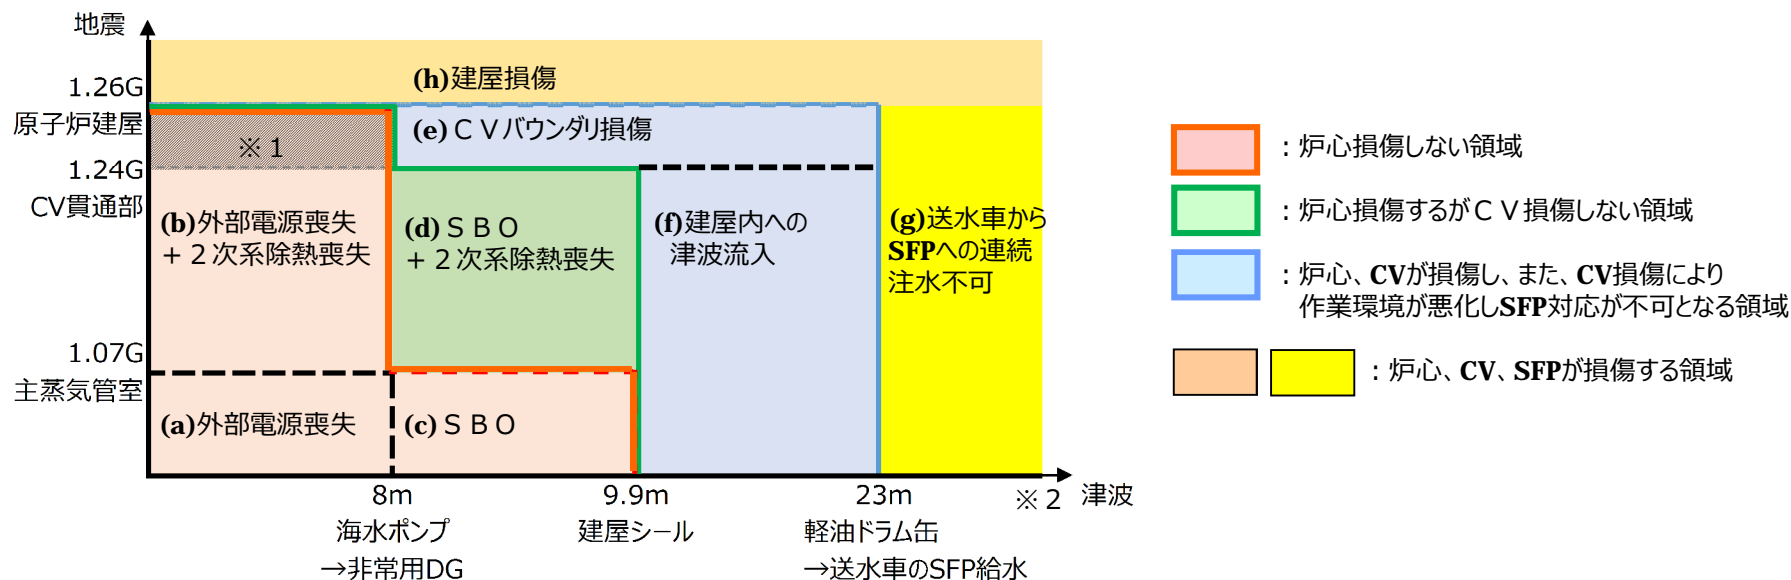 地震
1.26G
原子炉建屋
1.24G
CV貫通部
1.07G
主蒸気管室
(h)建屋損傷
(e)ＣＶバウンダリ損傷
※１
(b)外部電源喪失
＋２次系除熱喪失
(d)ＳＢＯ
＋２次系除熱喪失
(f)建屋内への
津波流入
(g)送水車から
SFPへの連続
注水不可
(a)外部電源喪失
(c)ＳＢＯ
8m
海水ポンプ
→非常用DG
9.9m
建屋シール
23m
軽油ドラム缶
→送水車のSFP給水
※２
津波
：炉心損傷しない領域
：炉心損傷するがＣＶ損傷しない領域
：炉心、CVが損傷し、また、CV損傷により
作業環境が悪化しSFP対応が不可となる領域
：炉心、CV、SFPが損傷する領域